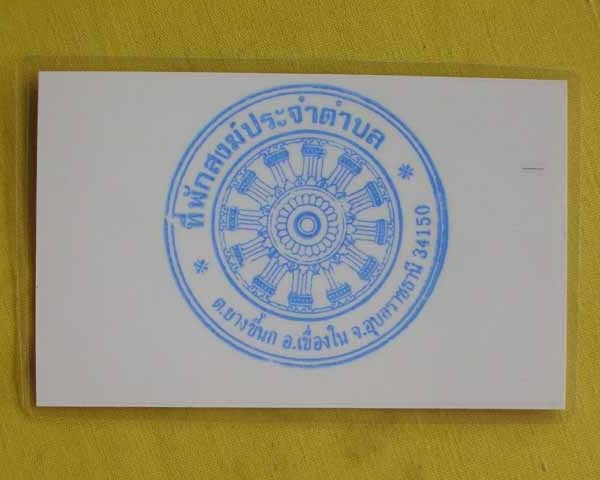 ที่พักสงฆ์ประจำตำบล
ต.ยางขี้นก อ.เขื่องใน จ.อุบลราชธานี 34150